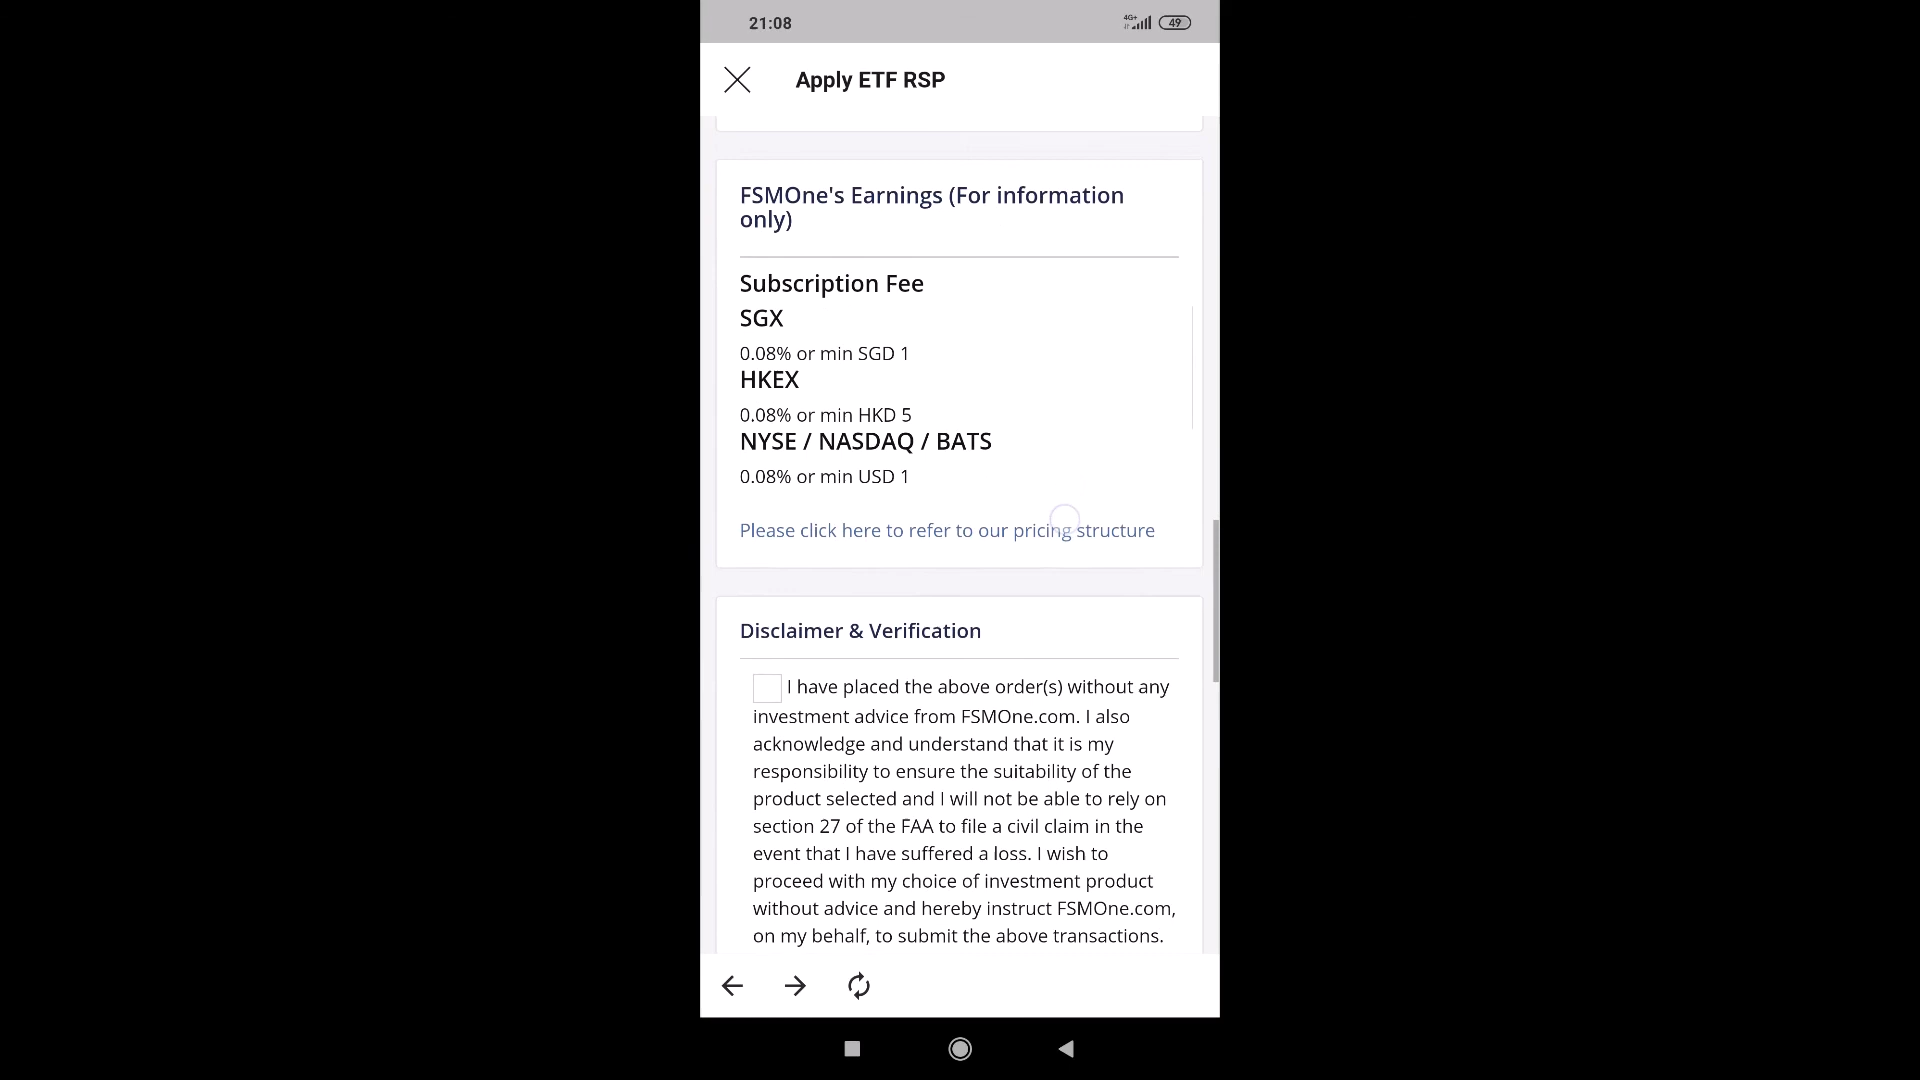 21:08
4G+
49
Apply ETF RSP
FSMOne's Earnings (For information
only)
Subscription Fee
SGX
0.08% or min SGD 1
HKEX
0.08% or min HKD 5
NYSE / NASDAQ / BATS
0.08% or min USD 1
Please click here to refer to our pricing structure
Disclaimer & Verification
I have placed the above order(s) without any
investment advice from FSMOne.com. I also
acknowledge and understand that it is my
responsibility to ensure the suitability of the
product selected and I will not be able to rely on
section 27 of the FAA to file a civil claim in the
event that I have suffered a loss. I wish to
proceed with my choice of investment product
without advice and hereby instruct FSMOne.com,
on my behalf, to submit the above transactions.